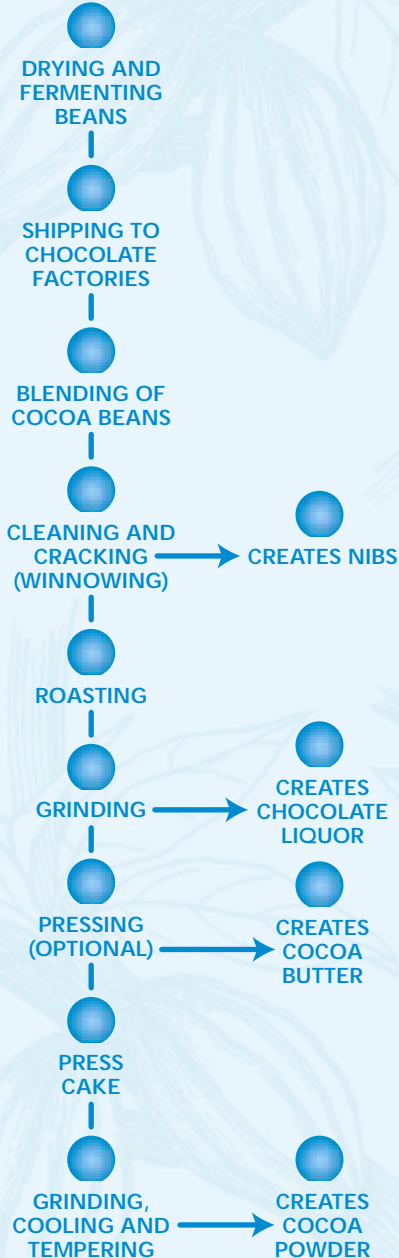 DRYING AND
FERMENTING
BEANS
SHIPPING TO
CHOCOLATE
FACTORIES
BLENDING OF
COCOA BEANS
CLEANING AND
CRACKING
(WINNOWING)
CREATES NIBS
ROASTING
GRINDING
CREATES
CHOCOLATE
LIQUOR
PRESSING
(OPTIONAL)
CREATES
COCOA
BUTTER
PRESS
CAKE
GRINDING,
COOLING AND
TEMPERING
CREATES
COCOA
POWDER